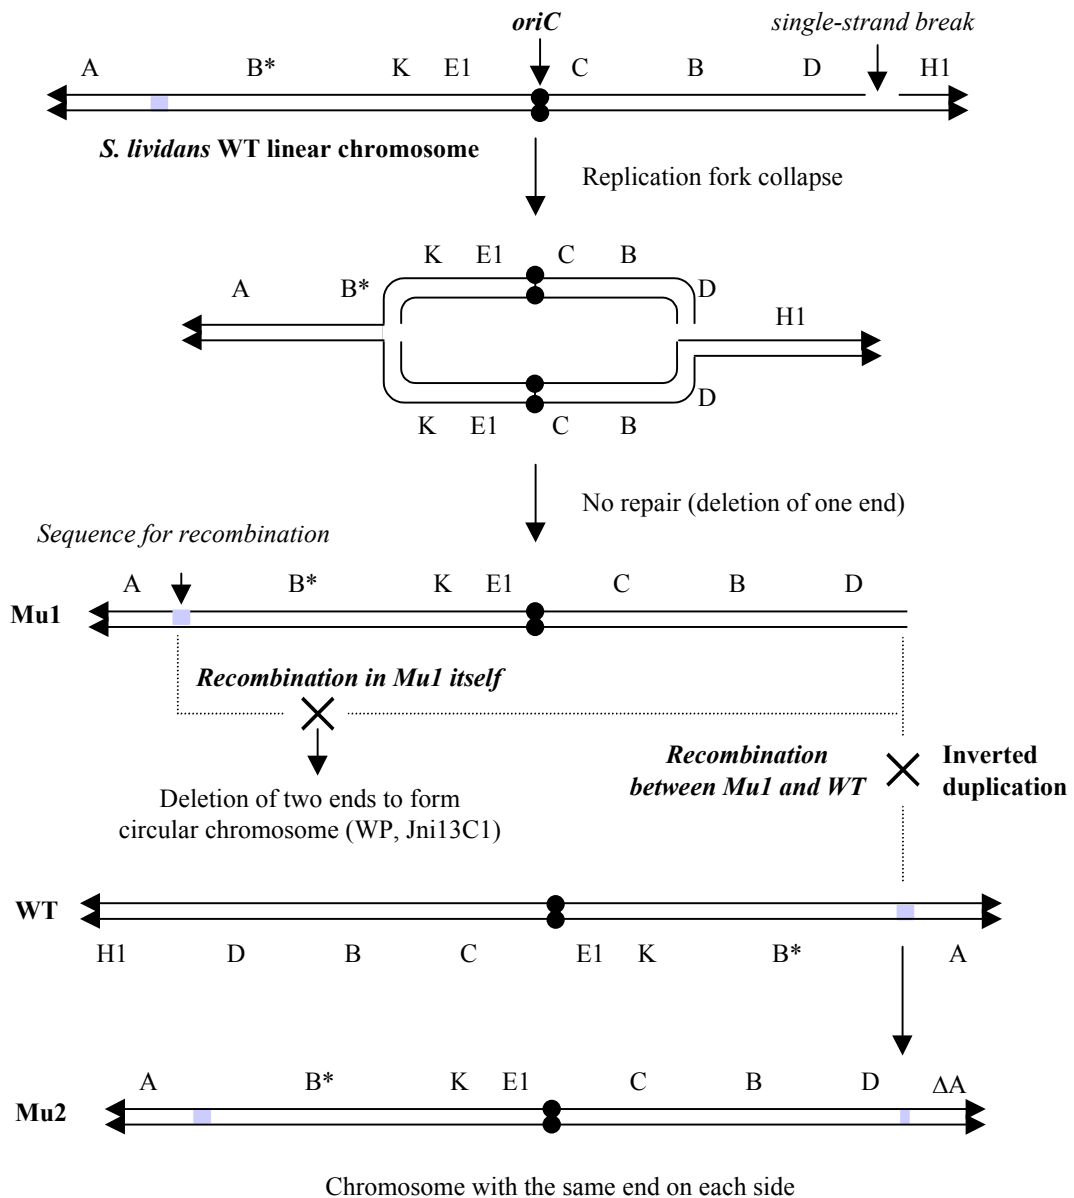 oriC single-strand break
A B* K E1 C B D H1
S. lividans WT linear chromosome
Replication fork collapse
K E1 C B
A B* D
H1
D
K E1 C B
No repair (deletion of one end)
Sequence for recombination
A B* K E1 C B D
Mu1
Recombination in Mu1 itself
Recombination Inverted
between Mu1 and WT duplication
Deletion of two ends to form
circular chromosome (WP, Jni13C1)
WT
H1 D B C E1 K B* A
A B* K E1 C B D ΔA
Mu2
Chromosome with the same end on each side